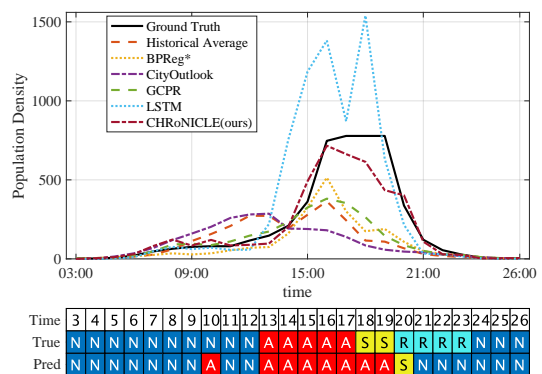 1500
1000
500
0
Population Density
Ground Truth
Historical Average
BPReg*
CityOutlook
GCPR
LSTM
CHRoNICLE(ours)
03:00 09:00 15:00 21:00 26:00
time
Time 3 4 5 6 7 8 9 10 11 12 13 14 15 16 17 18 19 20 21 22 23 24 25 26
True N N N N N N N N N N A A A A A S S R R R R N N N
Pred N N N N N N N A N N A A A A A A A S N N N N N N